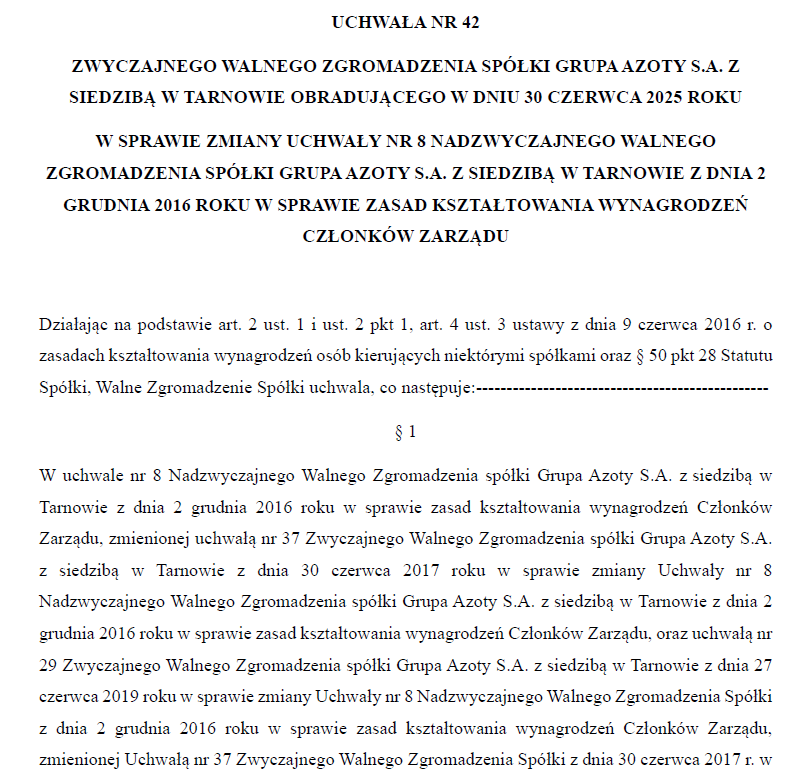 UCHWAŁA NR 42
ZWYCZAJNEGO WALNEGO ZGROMADZENIA SPÓŁKI GRUPA AZOTY S.A. Z
SIEDZIBĄ W TARNOWIE OBRADUJĄCEGO W DNIU 30 CZERWCA 2025 ROKU
W SPRAWIE ZMIANY UCHWAŁY NR 8 NADZWYCZAJNEGO WALNEGO
ZGROMADZENIA SPÓŁKI GRUPA AZOTY S.A. Z SIEDZIBĄ W TARNOWIE Z DNIA 2
GRUDNIA 2016 ROKU W SPRAWIE ZASAD KSZTAŁTOWANIA WYNAGRODZEŃ
CZŁONKÓW ZARZĄDU
Działając na podstawie art. 2 ust. 1 i ust. 2 pkt 1, art. 4 ust. 3 ustawy z dnia 9 czerwca 2016 r. o
zasadach kształtowania wynagrodzeń osób kierujących niektórymi spółkami oraz § 50 pkt 28 Statutu
Spółki, Walne Zgromadzenie Spółki uchwala, co następuje:------------------------------------------------
§ 1
W uchwale nr 8 Nadzwyczajnego Walnego Zgromadzenia spółki Grupa Azoty S.A. z siedzibą w
Tarnowie z dnia 2 grudnia 2016 roku w sprawie zasad kształtowania wynagrodzeń Członków
Zarządu, zmienionej uchwałą nr 37 Zwyczajnego Walnego Zgromadzenia spółki Grupa Azoty S.A.
z siedzibą w Tarnowie z dnia 30 czerwca 2017 roku w sprawie zmiany Uchwały nr 8
Nadzwyczajnego Walnego Zgromadzenia spółki Grupa Azoty S.A. z siedzibą w Tarnowie z dnia 2
grudnia 2016 roku w sprawie zasad kształtowania wynagrodzeń Członków Zarządu, oraz uchwałą nr
29 Zwyczajnego Walnego Zgromadzenia spółki Grupa Azoty S.A. z siedzibą w Tarnowie z dnia 27
czerwca 2019 roku w sprawie zmiany Uchwały nr 8 Nadzwyczajnego Walnego Zgromadzenia Spółki
z dnia 2 grudnia 2016 roku w sprawie zasad kształtowania wynagrodzeń Członków Zarządu,
zmienionej Uchwałą nr 37 Zwyczajnego Walnego Zgromadzenia Spółki z dnia 30 czerwca 2017 r. w